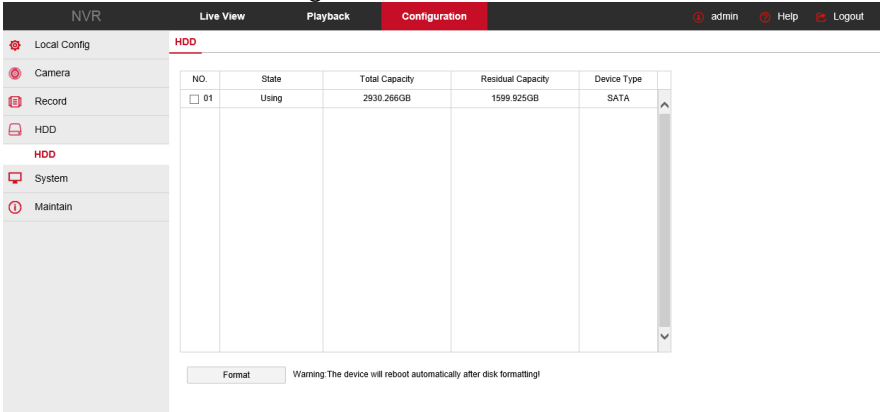 NVR Live View Playback Configuration admin Help Logout
Local Config
HDD
Camera
Record
HDD
HDD
System
Maintain
NO. State Total Capacity Residual Capacity Device Type
01 Using 2930.266GB 1599.925GB SATA
Format Warning:The device will reboot automatically after disk formatting!